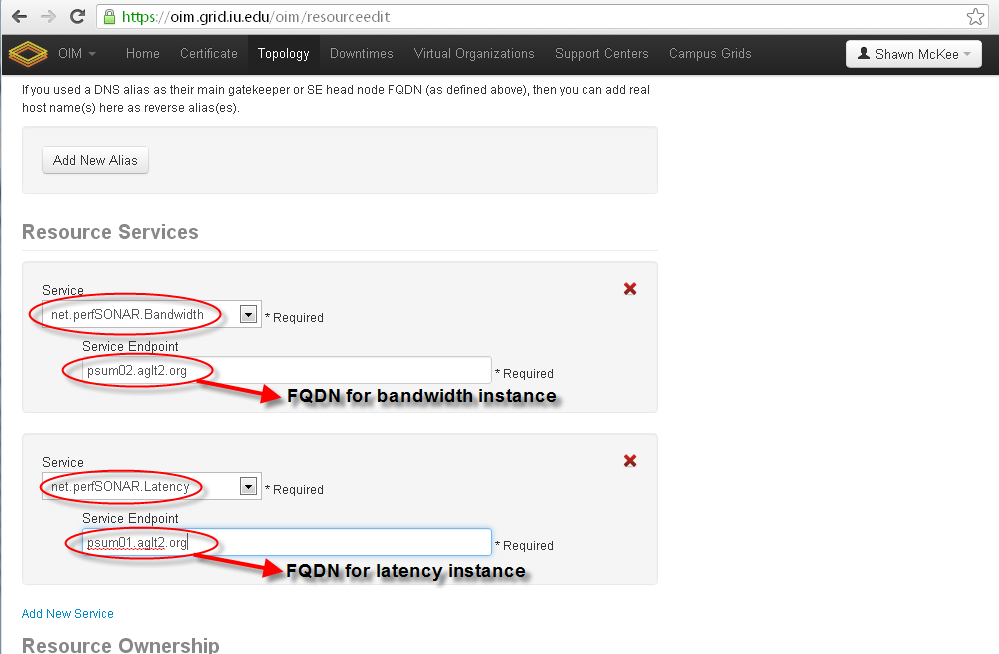 https://oim.grid.iu.edu/oim/resourceedit
OIM Home Certificate Topology Downtimes Virtual Organizations Support Centers Campus Grids Shawn McKee
If you used a DNS alias as their main gatekeeper or SE head node FQDN (as defined above), then you can add real
host name(s) here as reverse alias(es).
Add New Alias
Resource Services
Service
net.perfSONAR.Bandwidth * Required
Service Endpoint
psum02.aglt2.org * Required
FQDN for bandwidth instance
Service
net.perfSONAR.Latency * Required
Service Endpoint
psum01.aglt2.org * Required
FQDN for latency instance
Add New Service
Resource Ownership